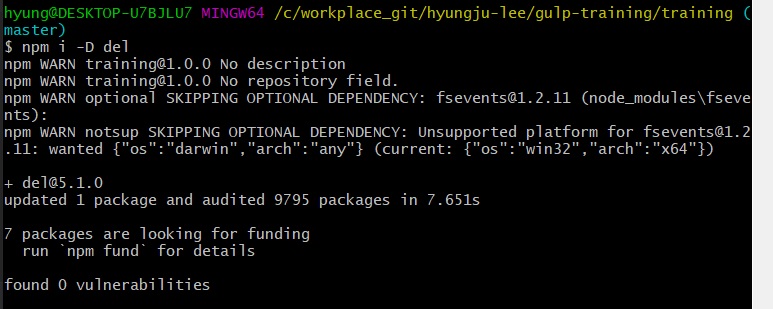 hyung@DESKTOP-U7BJLU7 MINGW64 /c/workplace_git/hyungju-lee/gulp-training/training (
master)
$ npm i -D del
npm WARN training@1.0.0 No description
npm WARN training@1.0.0 No repository field.
npm WARN optional SKIPPING OPTIONAL DEPENDENCY: fsevents@1.2.11 (node_modules\fseve
nts):
npm WARN notsup SKIPPING OPTIONAL DEPENDENCY: Unsupported platform for fsevents@1.2
.11: wanted {"os":"darwin","arch":"any"} (current: {"os":"win32","arch":"x64"})
+ del@5.1.0
updated 1 package and audited 9795 packages in 7.651s
7 packages are looking for funding
run `npm fund` for details
found 0 vulnerabilities